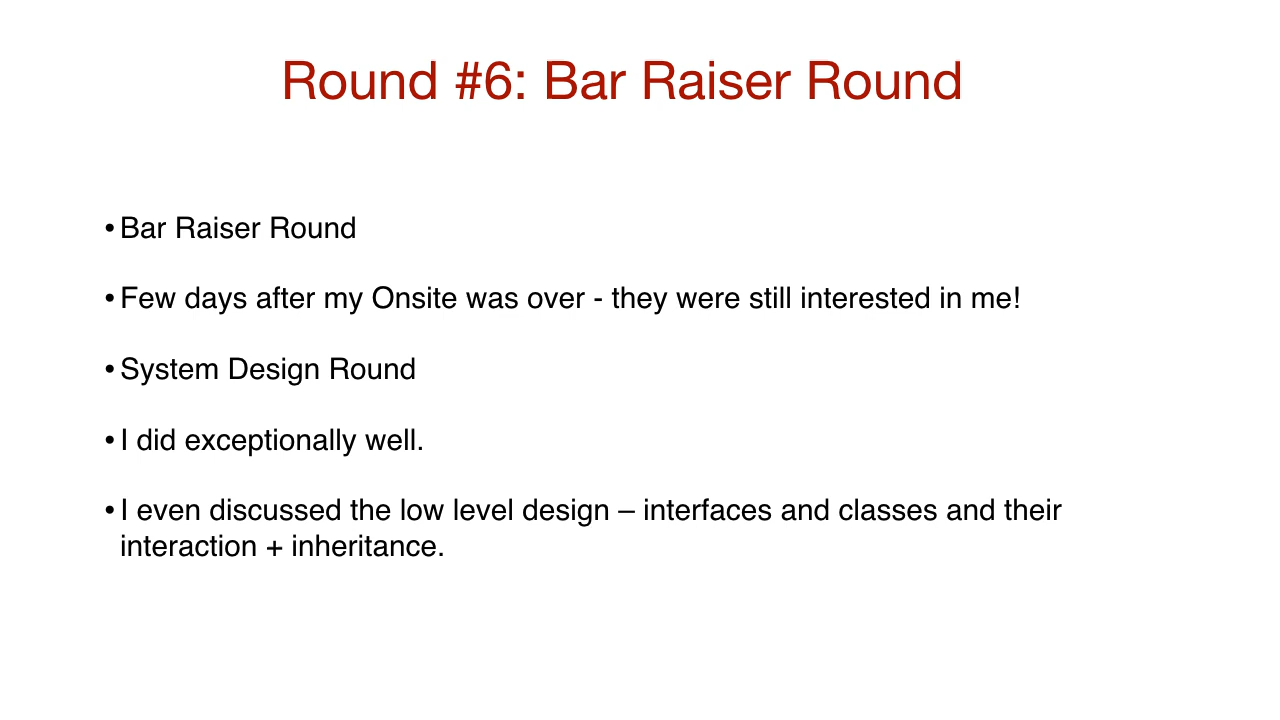 Round #6: Bar Raiser Round
• Bar Raiser Round
• Few days after my Onsite was over - they were still interested in me!
• System Design Round
• I did exceptionally well.
• I even discussed the low level design – interfaces and classes and their
interaction + inheritance.